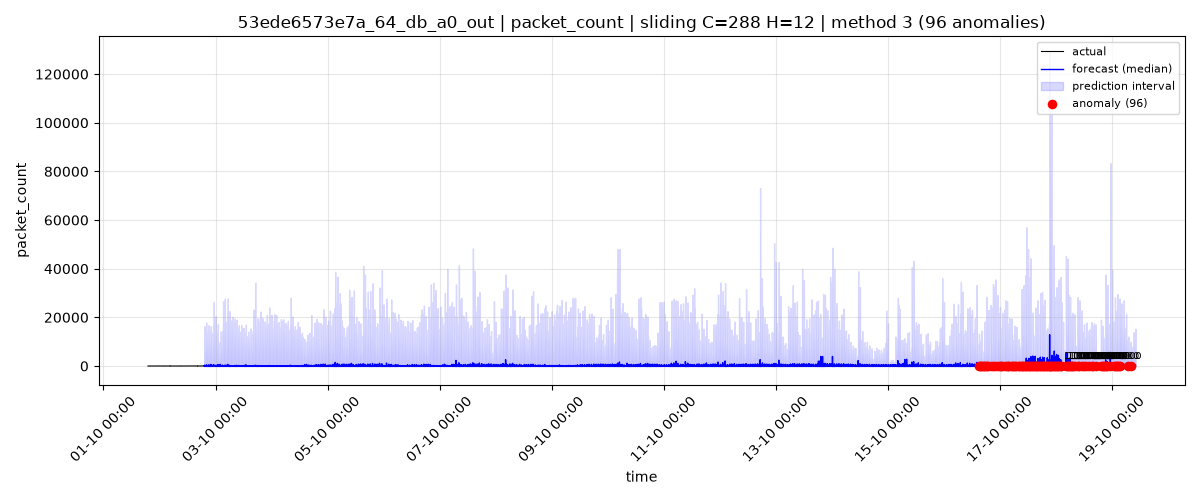 53ede6573e7a_64_db_a0_out | packet_count | sliding C=288 H=12 | method 3 (96 anomalies)
actual
forecast (median)
prediction interval
anomaly (96)
packet_count
120000
100000
80000
60000
40000
20000
0
01-10 00:00
03-10 00:00
05-10 00:00
07-10 00:00
09-10 00:00
11-10 00:00
13-10 00:00
15-10 00:00
17-10 00:00
19-10 00:00
time